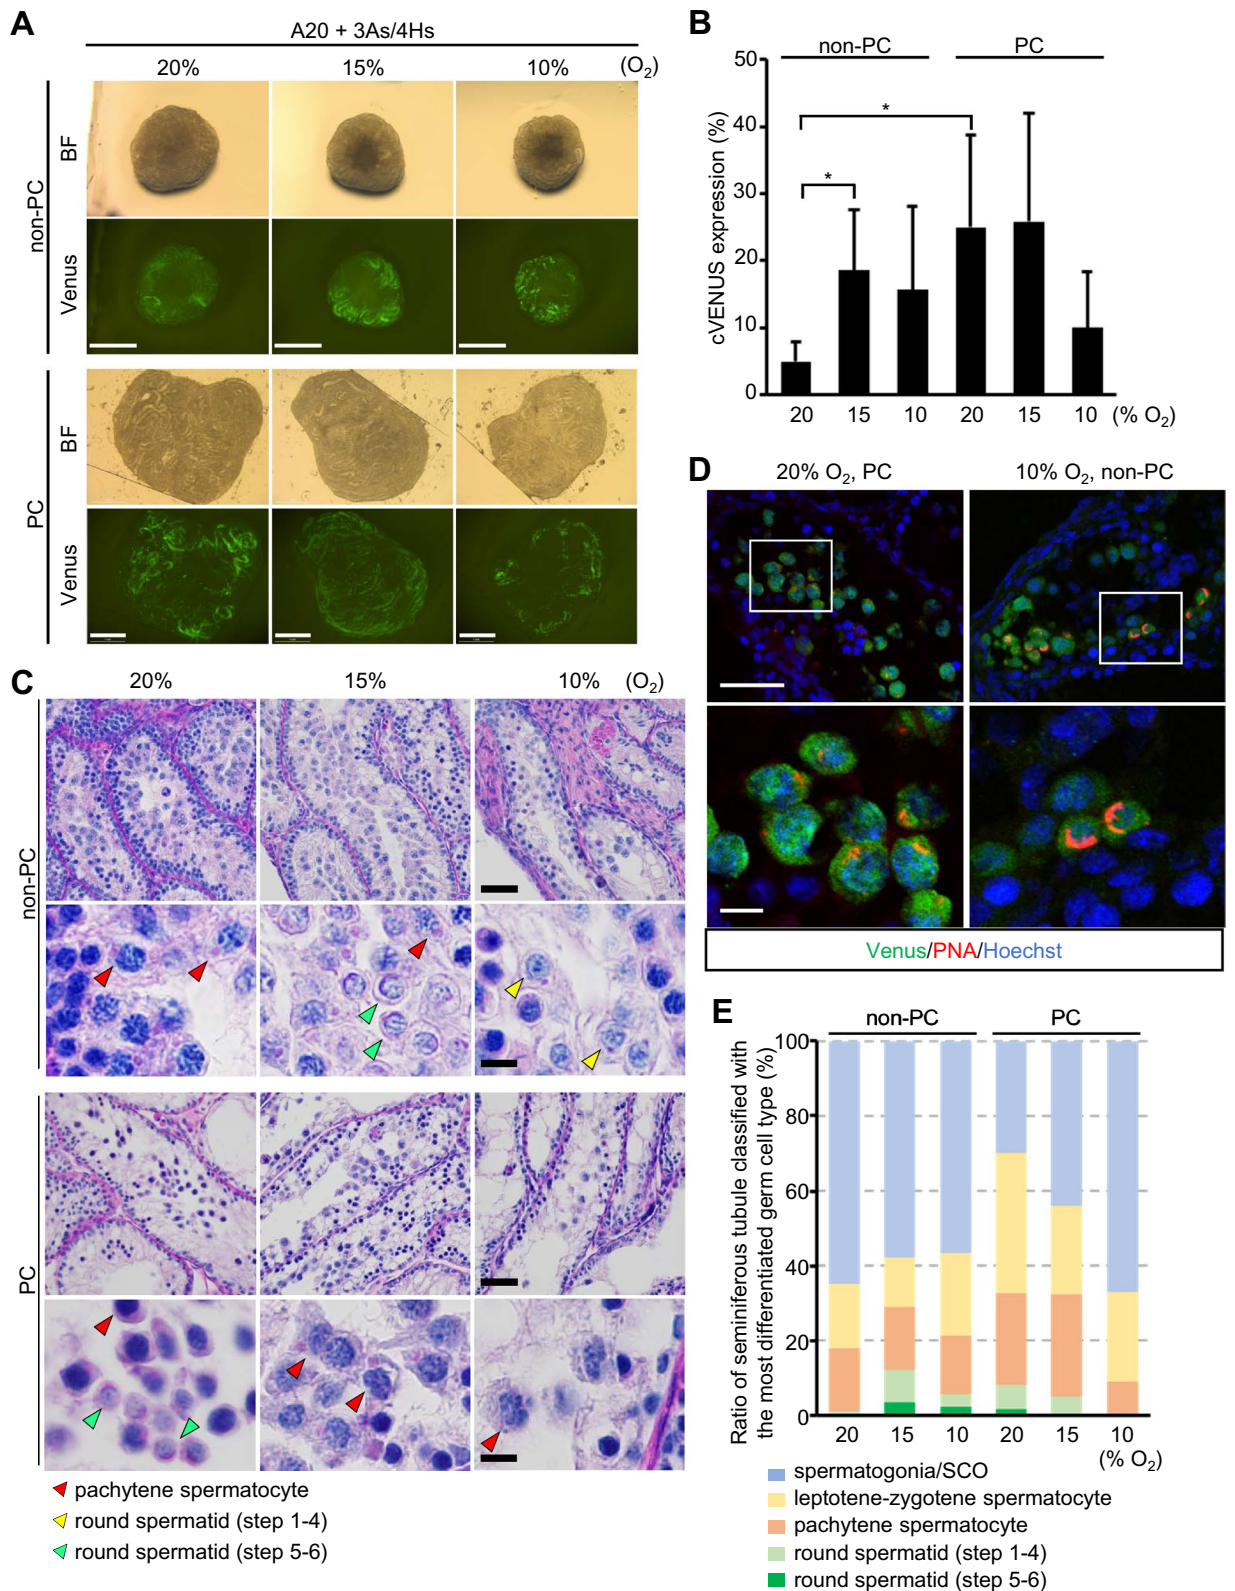 A
A20 + 3As/4Hs
20%
15%
10%
(O2)
non-PC
BF
Venus
PC
BF
Venus
B
non-PC
PC
cVENUS expression (%)
50
40
30
20
10
0
*
*
20
15
10
20
15
10
(% O2)
C
20%
15%
10%
(O2)
non-PC
PC
pachytene spermatocyte
round spermatid (step 1-4)
round spermatid (step 5-6)
D
20% O2, PC
10% O2, non-PC
Venus/PNA/Hoechst
E
non-PC
PC
Ratio of seminiferous tubule classified with
the most differentiated germ cell type (%)
100
80
60
40
20
0
20
15
10
20
15
10
(% O2)
spermatogonia/SCO
leptotene-zygotene spermatocyte
pachytene spermatocyte
round spermatid (step 1-4)
round spermatid (step 5-6)